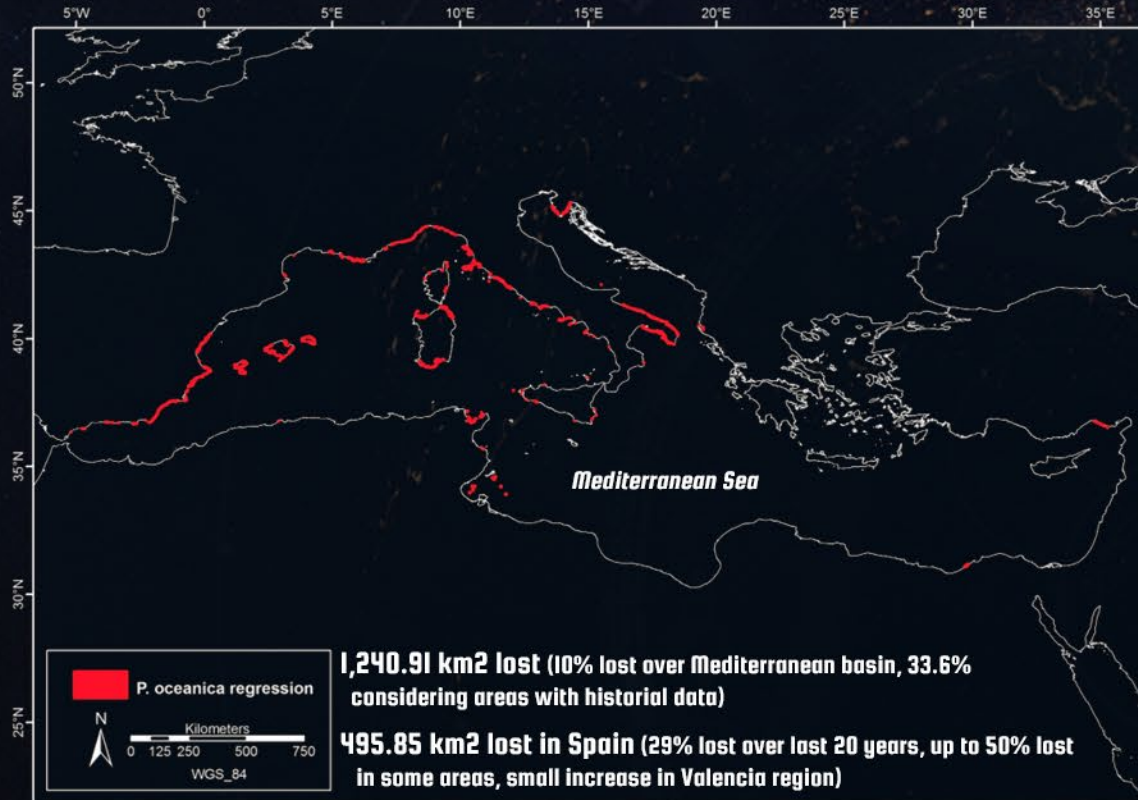 5°W 0° 5°E 10°E 15°E 20°E 25°E 30°E 35°E
50°N
45°N
40°N
35°N
30°N
25°N
Mediterranean Sea
P. oceanica regression
N
Kilometers
0 125 250 500 750
WGS_84
1,240.91 km2 lost (10% lost over Mediterranean basin, 33.6%
considering areas with historial data)
495.85 km2 lost in Spain (29% lost over last 20 years, up to 50% lost
in some areas, small increase in Valencia region)